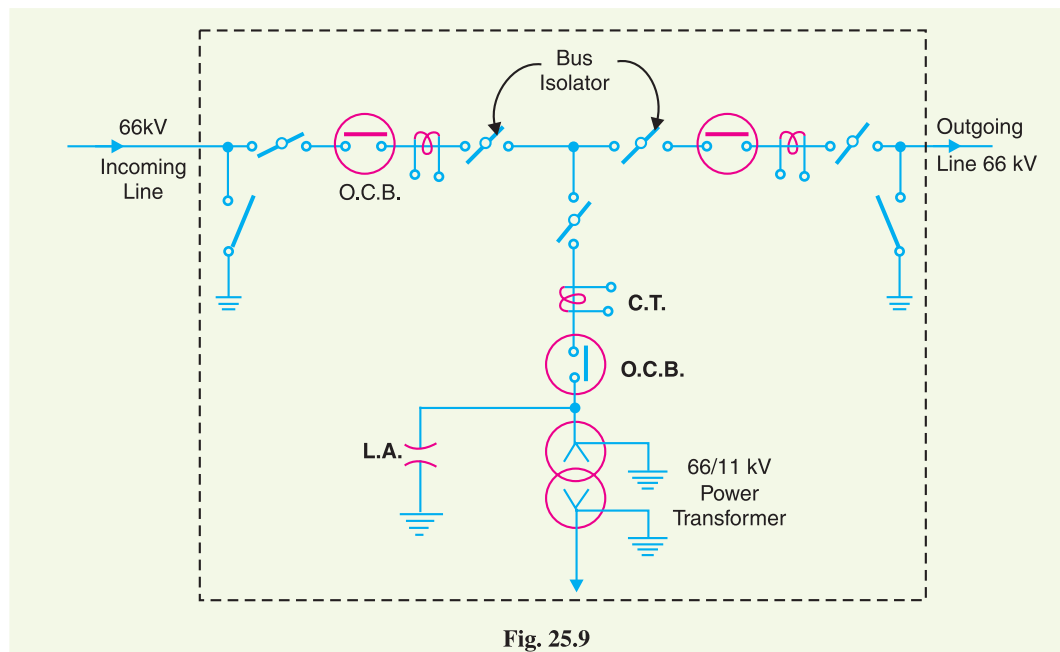 Bus
Isolator
66kV
Incoming
Line
O.C.B.
Outgoing
Line 66 kV
C.T.
O.C.B.
L.A.
66/11 kV
Power
Transformer
Fig. 25.9